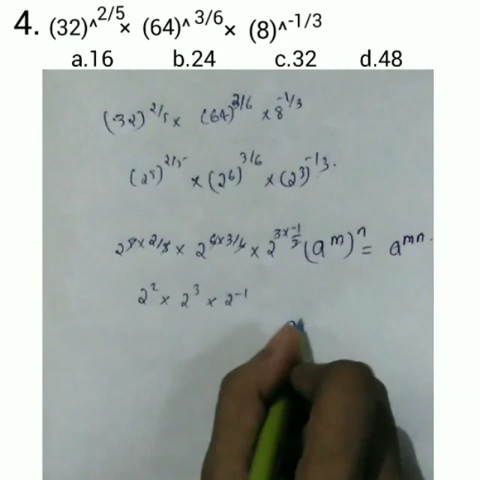 4. (32)^2/5 × (64)^3/6 × (8)^-1/3
a.16 b.24 c.32 d.48
(32)^2/5 × (64)^3/6 × 8^-1/3
(2^5)^2/5 × (2^6)^3/6 × (2^3)^-1/3.
2^5×2/5 × 2^6×3/6 × 2^3×-1/3 (a^m)^n = a^mn.
2^2 × 2^3 × 2^-1